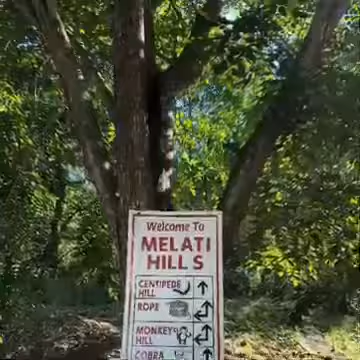 Welcome To
MELATI
HILLS
CENTIPEDE
HILL
ROPE
MONKEY
HILL
COBRA